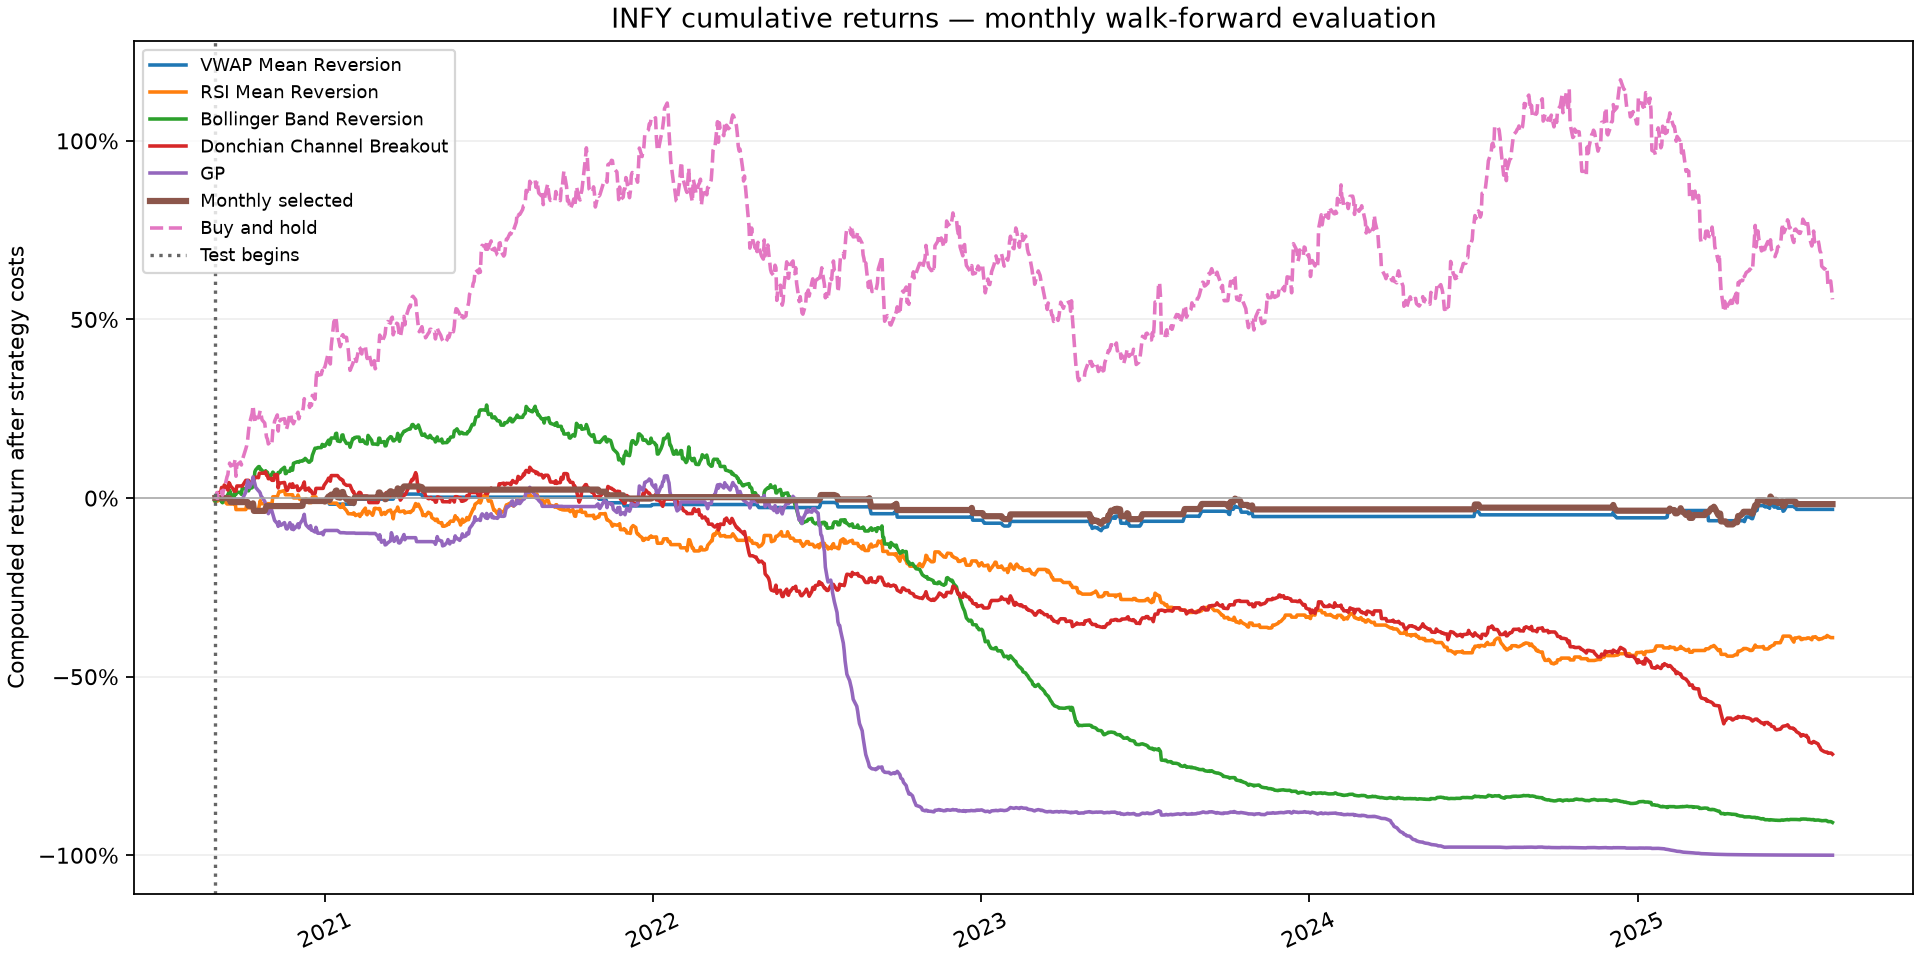 INFY cumulative returns — monthly walk-forward evaluation
VWAP Mean Reversion
RSI Mean Reversion
Bollinger Band Reversion
Donchian Channel Breakout
GP
Monthly selected
Buy and hold
Test begins
Compounded return after strategy costs
100%
50%
0%
−50%
−100%
2021
2022
2023
2024
2025